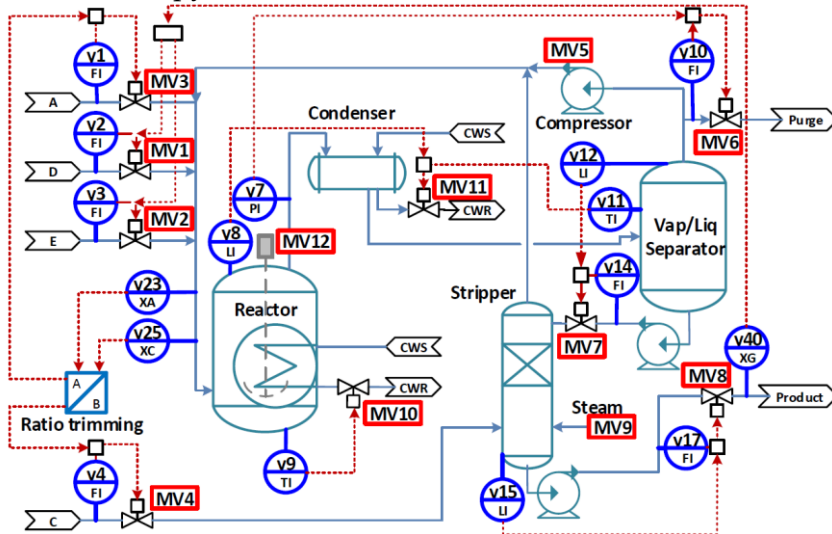 v1
FI
MV3
A
v2
FI
MV1
D
v3
FI
MV2
E
v23
XA
v25
XC
A
B
Ratio trimming
v4
FI
MV4
C
Condenser
CWS
MV11
CWR
v7
PI
v8
LI
MV12
Reactor
CWS
CWR
MV10
v9
TI
MV5
Compressor
v10
FI
MV6
Purge
v12
LI
v11
TI
Vap/Liq
Separator
Stripper
v14
FI
MV7
v40
XG
MV8
Product
Steam
MV9
v17
FI
v15
LI